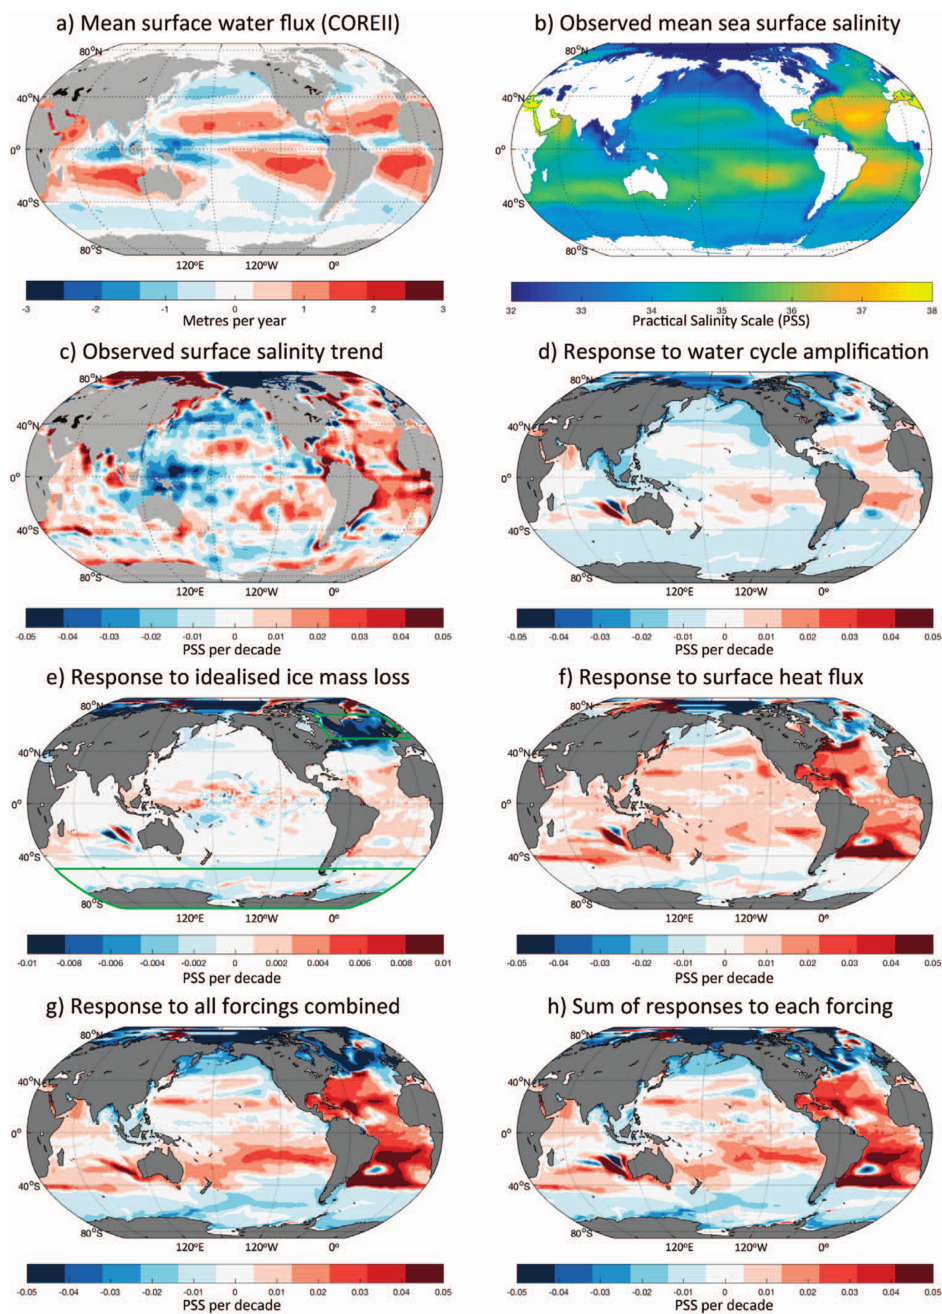 a) Mean surface water flux (COREII)
80°N
40°N
0°
40°S
80°S
120°E 120°W 0°
-3 -2 -1 0 1 2 3
Metres per year
b) Observed mean sea surface salinity
80°N
40°N
0°
40°S
80°S
32 33 34 35 36 37 38
Practical Salinity Scale (PSS)
c) Observed surface salinity trend
80°N
40°N
0°
40°S
80°S
120°E 120°W 0°
-0.05 -0.04 -0.03 -0.02 -0.01 0 0.01 0.02 0.03 0.04 0.05
PSS per decade
d) Response to water cycle amplification
80°N
40°N
0°
40°S
80°S
120°E 120°W 0°
-0.05 -0.04 -0.03 -0.02 -0.01 0 0.01 0.02 0.03 0.04 0.05
PSS per decade
e) Response to idealised ice mass loss
80°N
40°N
0°
40°S
80°S
120°E 120°W 0°
-0.01 -0.008 -0.006 -0.004 -0.002 0 0.002 0.004 0.006 0.008 0.01
PSS per decade
f) Response to surface heat flux
80°N
40°N
0°
40°S
80°S
120°E 120°W 0°
-0.05 -0.04 -0.03 -0.02 -0.01 0 0.01 0.02 0.03 0.04 0.05
PSS per decade
g) Response to all forcings combined
80°N
40°N
0°
40°S
80°S
120°E 120°W 0°
-0.05 -0.04 -0.03 -0.02 -0.01 0 0.01 0.02 0.03 0.04 0.05
PSS per decade
h) Sum of responses to each forcing
80°N
40°N
0°
40°S
80°S
120°E 120°W 0°
-0.05 -0.04 -0.03 -0.02 -0.01 0 0.01 0.02 0.03 0.04 0.05
PSS per decade